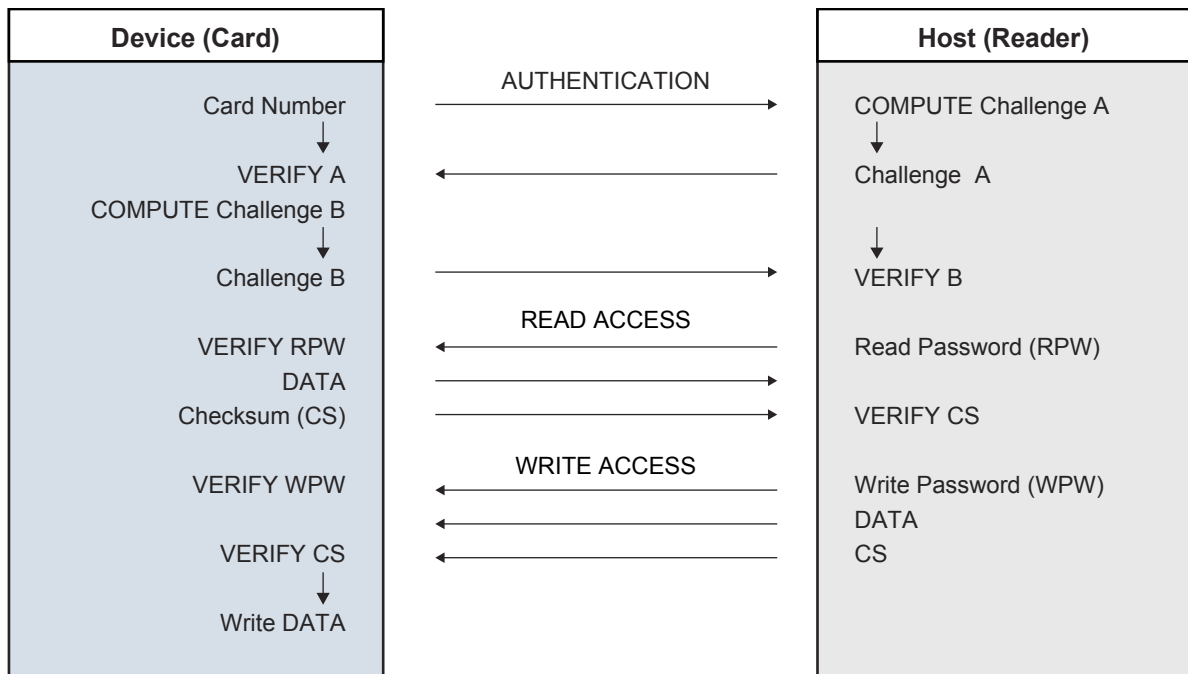 Device (Card)
Host (Reader)
AUTHENTICATION
Card Number
COMPUTE Challenge A
VERIFY A
Challenge A
COMPUTE Challenge B
Challenge B
VERIFY B
READ ACCESS
VERIFY RPW
Read Password (RPW)
DATA
Checksum (CS)
VERIFY CS
WRITE ACCESS
VERIFY WPW
Write Password (WPW)
DATA
VERIFY CS
CS
Write DATA